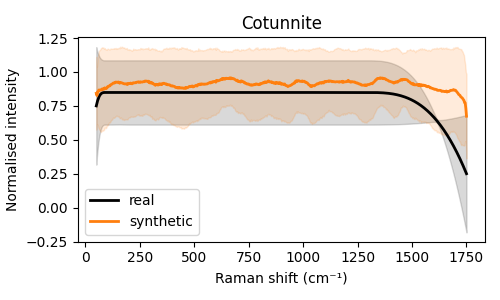 Cotunnite
Normalised intensity
1.25
1.00
0.75
0.50
0.25
0.00
−0.25
real
synthetic
0 250 500 750 1000 1250 1500 1750
Raman shift (cm⁻¹)